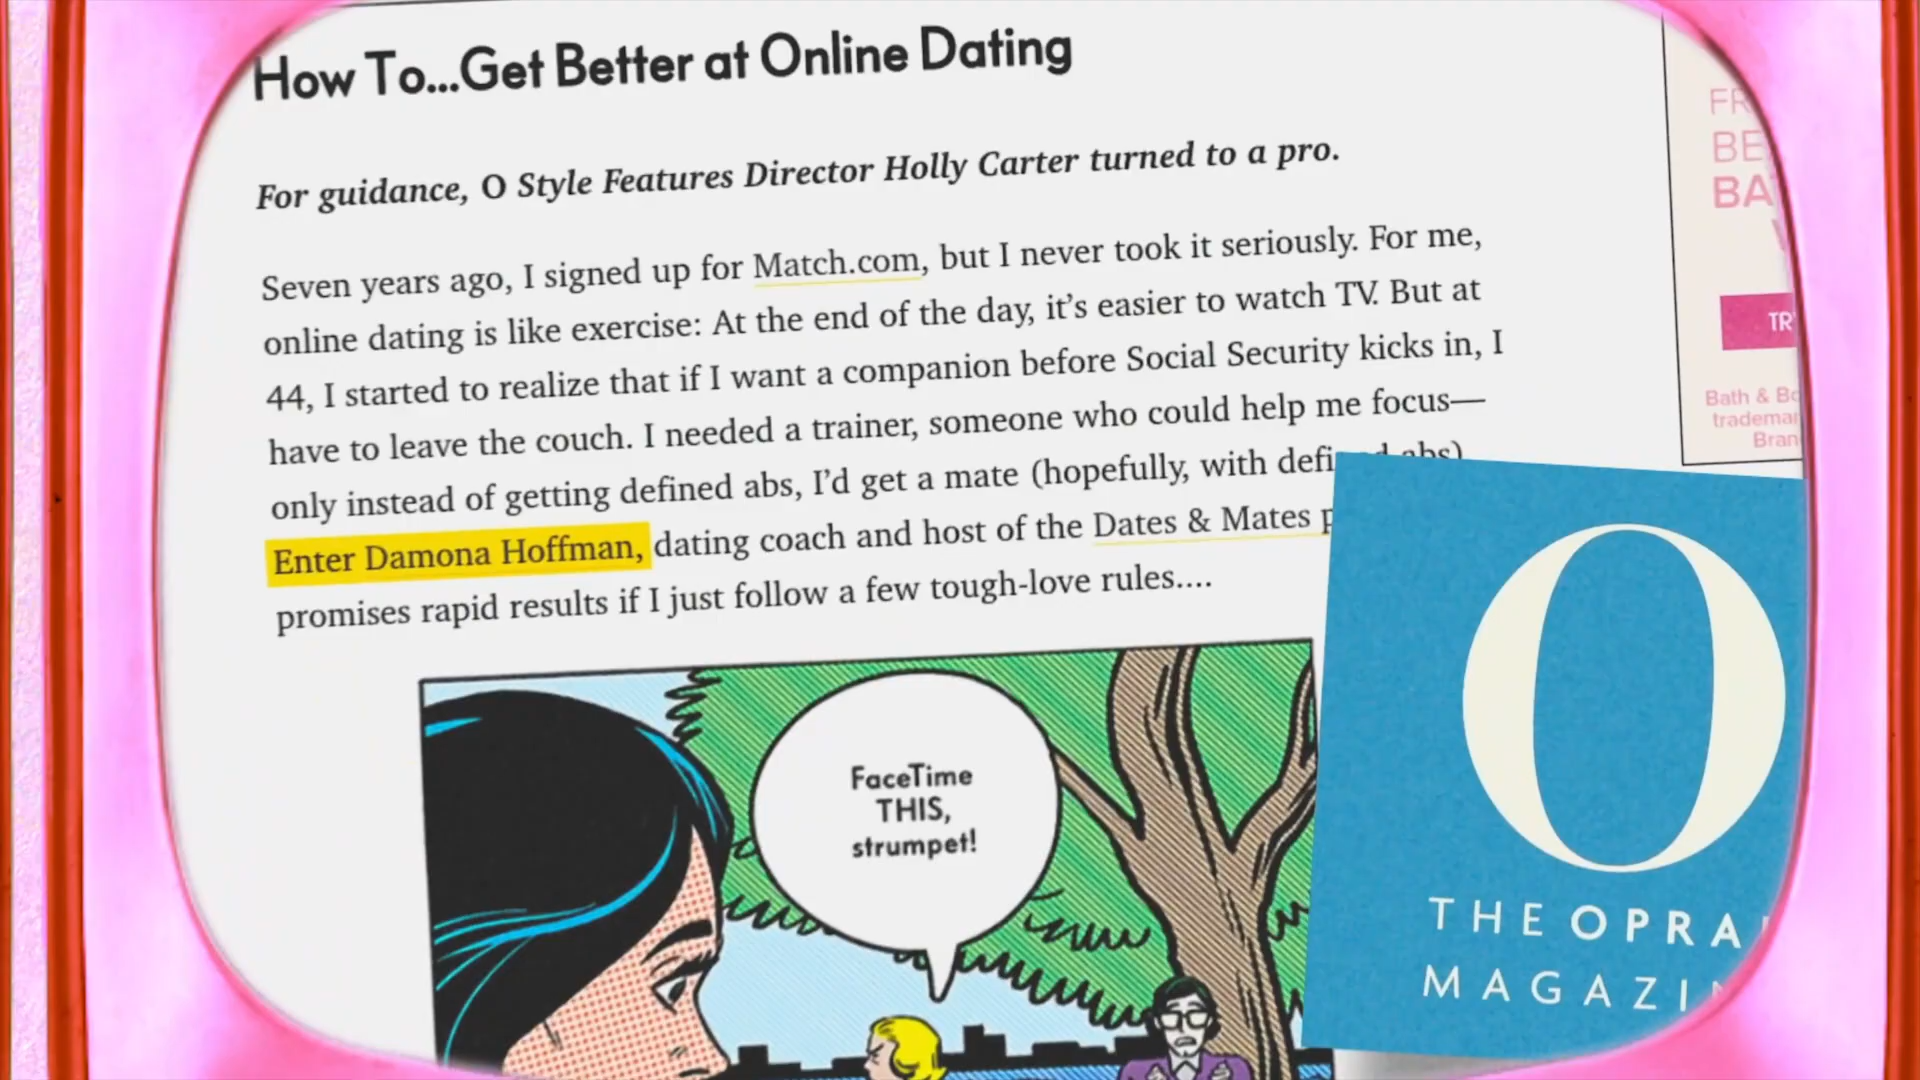 How To...Get Better at Online Dating
For guidance, O Style Features Director Holly Carter turned to a pro.
Seven years ago, I signed up for Match.com, but I never took it seriously. For me,
online dating is like exercise: At the end of the day, it’s easier to watch TV. But at
44, I started to realize that if I want a companion before Social Security kicks in, I
have to leave the couch. I needed a trainer, someone who could help me focus—
only instead of getting defined abs, I’d get a mate (hopefully, with defined abs)
Enter Damona Hoffman, dating coach and host of the Dates & Mates p
promises rapid results if I just follow a few tough-love rules....
FaceTime
THIS,
strumpet!
FR
BE
BA
TR
Bath & Bo
tradema
Bran
O
THE OPRA
MAGAZI